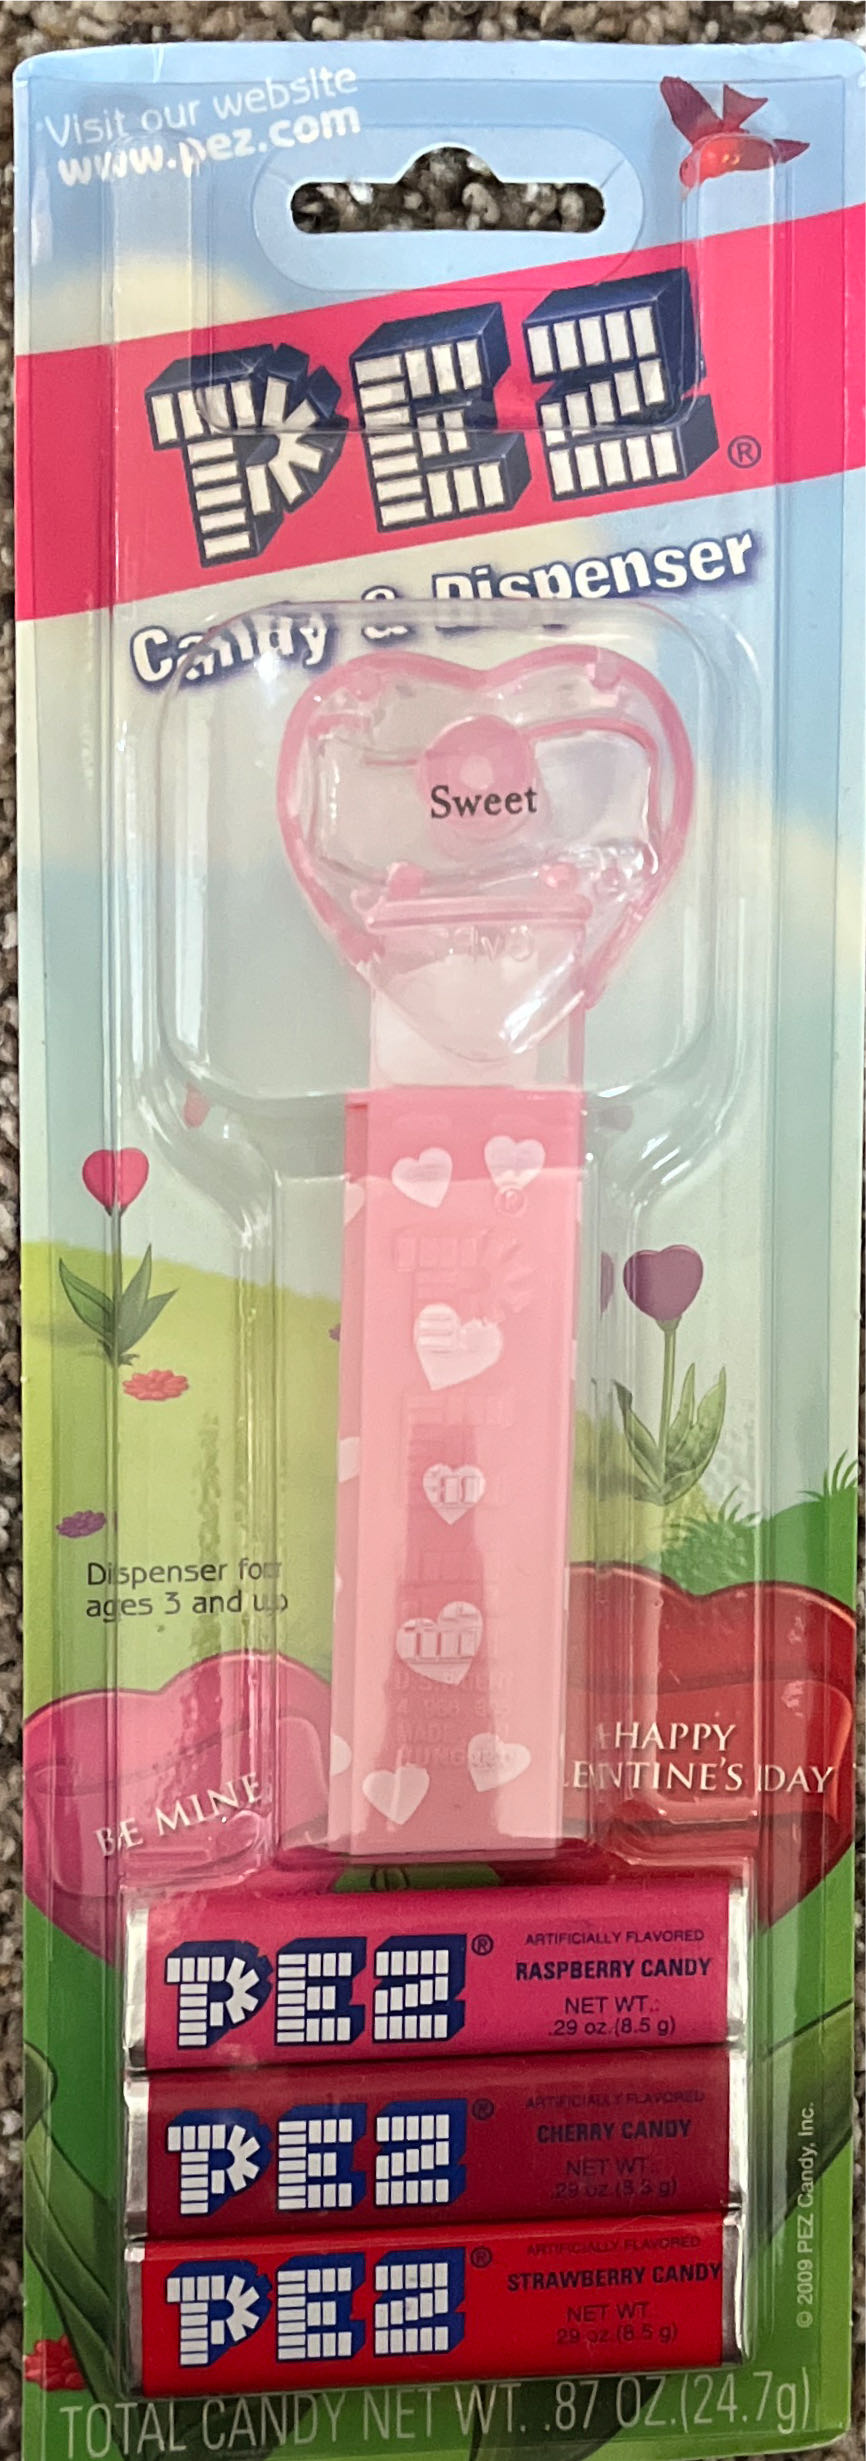 Visit our website
www.pez.com
PEZ®
Candy & Dispenser
Sweet
®
Dispenser for
ages 3 and up
HAPPY
LENTINE'S DAY
BE MINE
PEZ®
ARTIFICIALLY FLAVORED
RASPBERRY CANDY
NET WT.:
.29 oz.(8.5 g)
PEZ®
ARTIFICIALLY FLAVORED
CHERRY CANDY
NET WT.:
.29 oz.(8.5 g)
PEZ®
ARTIFICIALLY FLAVORED
STRAWBERRY CANDY
NET WT.
.29 oz.(8.5 g)
© 2009 PEZ Candy, Inc.
TOTAL CANDY NET WT. .87 OZ.(24.7g)